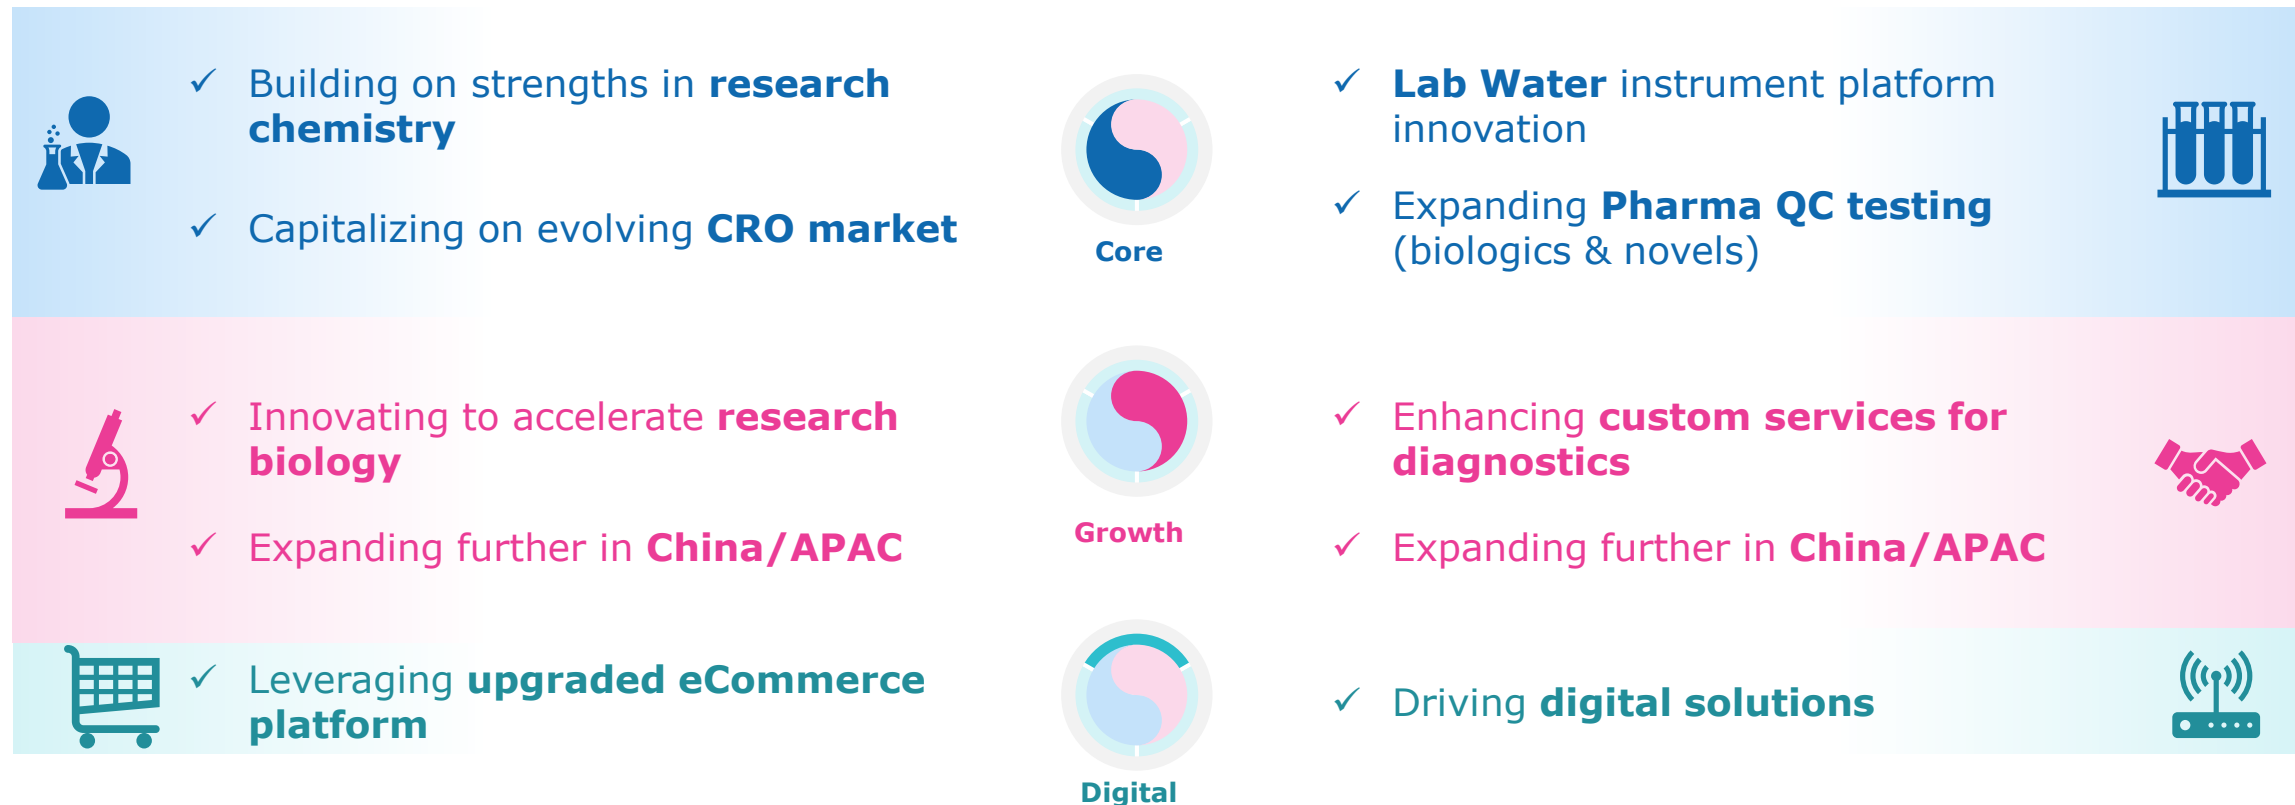 ✓ Building on strengths in research
chemistry
✓ Capitalizing on evolving CRO market
Core
✓ Lab Water instrument platform
innovation
✓ Expanding Pharma QC testing
(biologics & novels)
✓ Innovating to accelerate research
biology
✓ Expanding further in China/APAC
Growth
✓ Enhancing custom services for
diagnostics
✓ Expanding further in China/APAC
✓ Leveraging upgraded eCommerce
platform
Digital
✓ Driving digital solutions